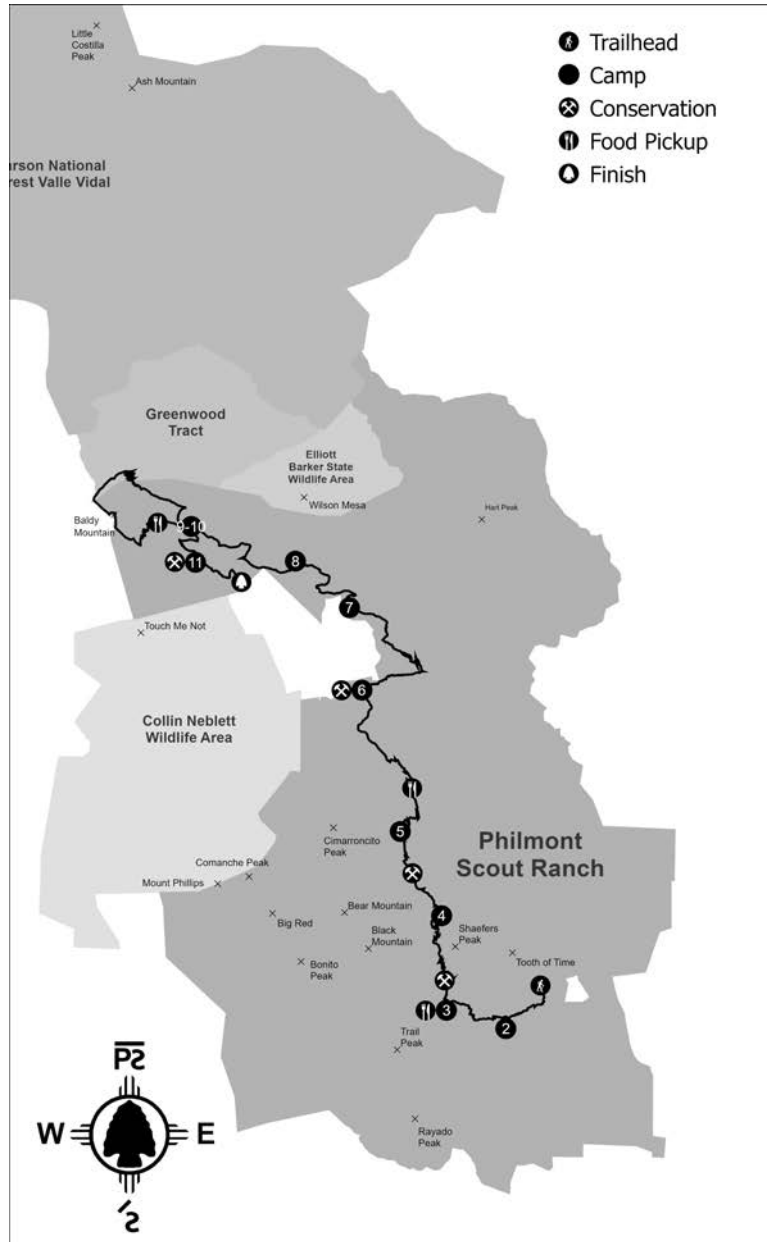 Little
Costilla
Peak
Ash Mountain
Trailhead
Camp
Conservation
Food Pickup
Finish
arson National
rest Valle Vidal
Greenwood
Tract
Elliott
Barker State
Wildlife Area
Wilson Mesa
Hart Peak
Baldy
Mountain
9-10
11
8
7
Touch Me Not
6
Collin Neblett
Wildlife Area
Cimarroncito
Peak
5
Philmont
Scout Ranch
Comanche Peak
Mount Phillips
Bear Mountain
4
Big Red
Black
Mountain
Shaefers
Peak
Tooth of Time
Bonito
Peak
3
2
Trail
Peak
Rayado
Peak
W
E